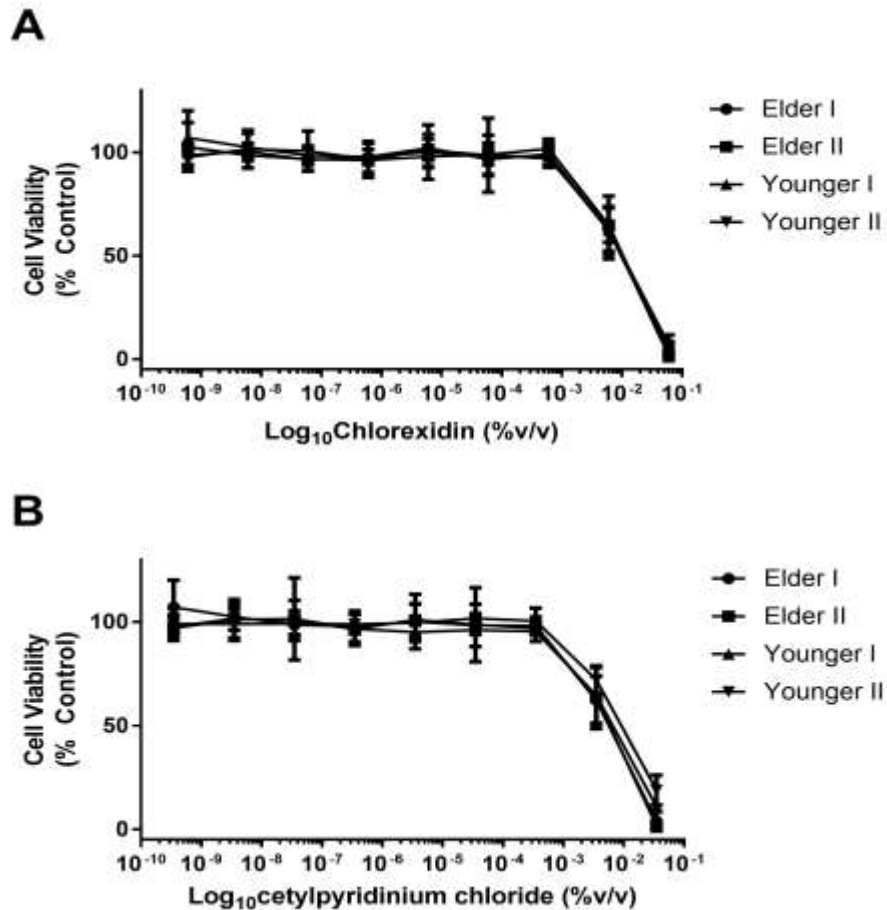 A
Cell Viability
(% Control)
100
50
0
10⁻¹⁰ 10⁻⁹ 10⁻⁸ 10⁻⁷ 10⁻⁶ 10⁻⁵ 10⁻⁴ 10⁻³ 10⁻² 10⁻¹
Log₁₀Chlorexidin (%v/v)
Elder I
Elder II
Younger I
Younger II
B
Cell Viability
(% Control)
100
50
0
10⁻¹⁰ 10⁻⁹ 10⁻⁸ 10⁻⁷ 10⁻⁶ 10⁻⁵ 10⁻⁴ 10⁻³ 10⁻² 10⁻¹
Log₁₀cetylpyridinium chloride (%v/v)
Elder I
Elder II
Younger I
Younger II